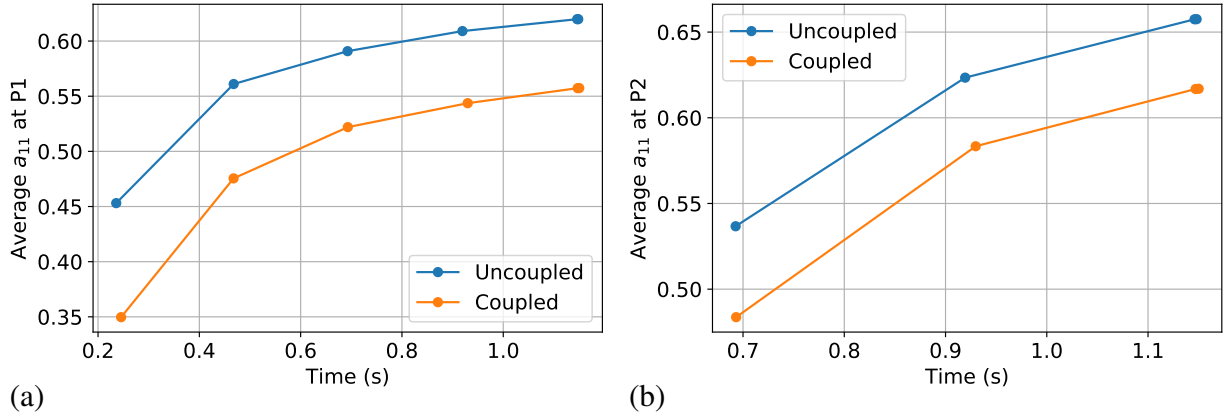 Average a₁₁ at P1
0.60
0.55
0.50
0.45
0.40
0.35
0.2 0.4 0.6 0.8 1.0
Time (s)
Uncoupled
Coupled
(a)
Average a₁₁ at P2
0.65
0.60
0.55
0.50
0.7 0.8 0.9 1.0 1.1
Time (s)
Uncoupled
Coupled
(b)